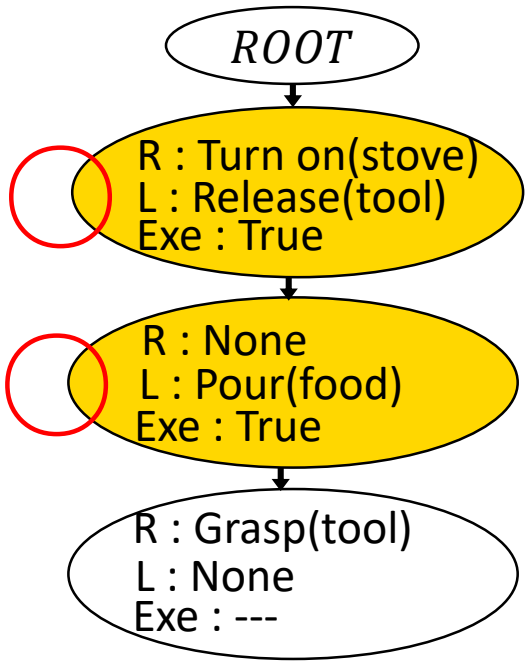 ROOT
R : Turn on(stove)
L : Release(tool)
Exe : True
R : None
L : Pour(food)
Exe : True
R : Grasp(tool)
L : None
Exe : ---